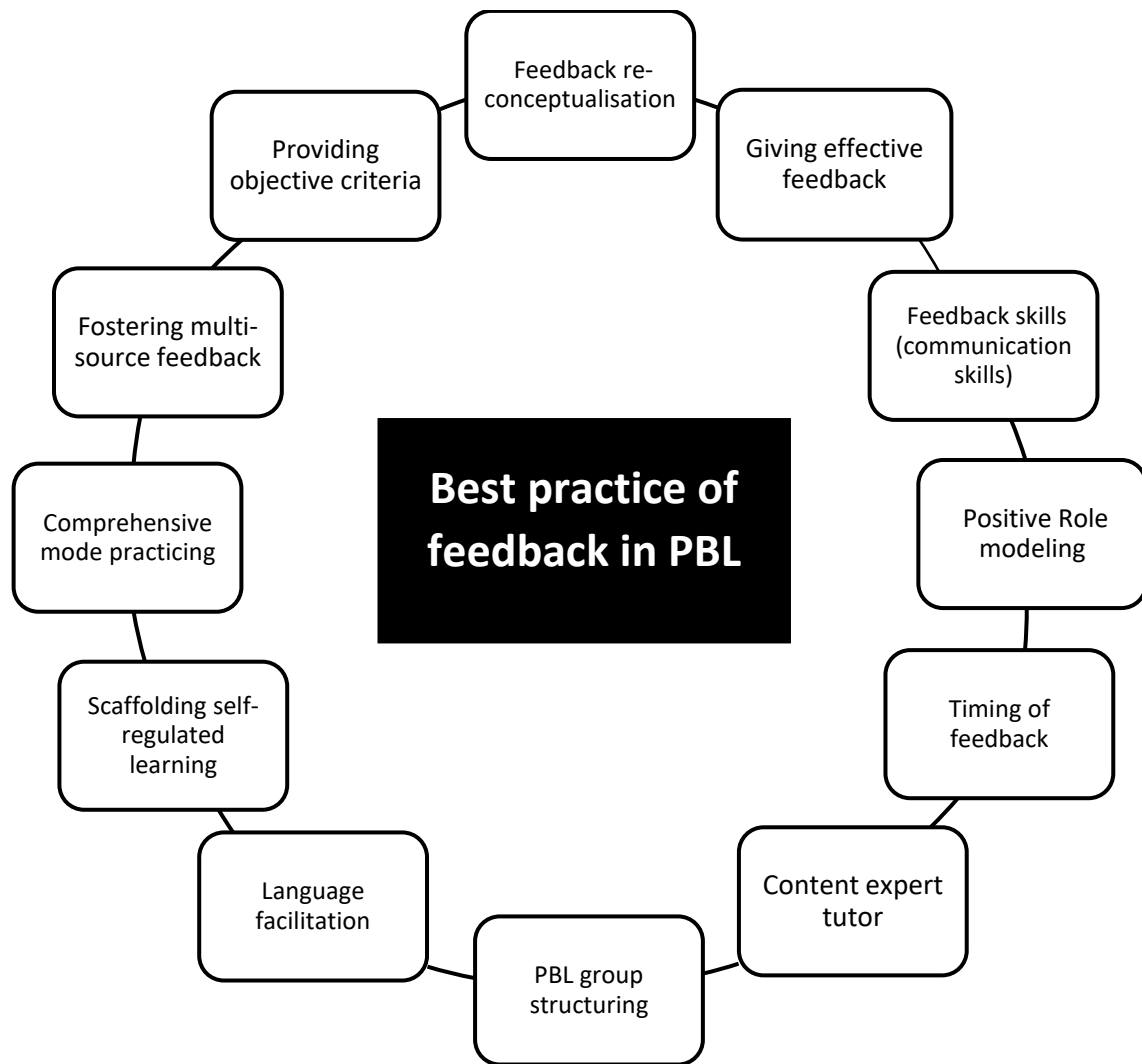 Feedback re-
conceptualisation
Giving effective
feedback
Feedback skills
(communication
skills)
Positive Role
modeling
Timing of
feedback
Content expert
tutor
PBL group
structuring
Language
facilitation
Scaffolding self-
regulated
learning
Comprehensive
mode practicing
Fostering multi-
source feedback
Providing
objective criteria
Best practice of
feedback in PBL